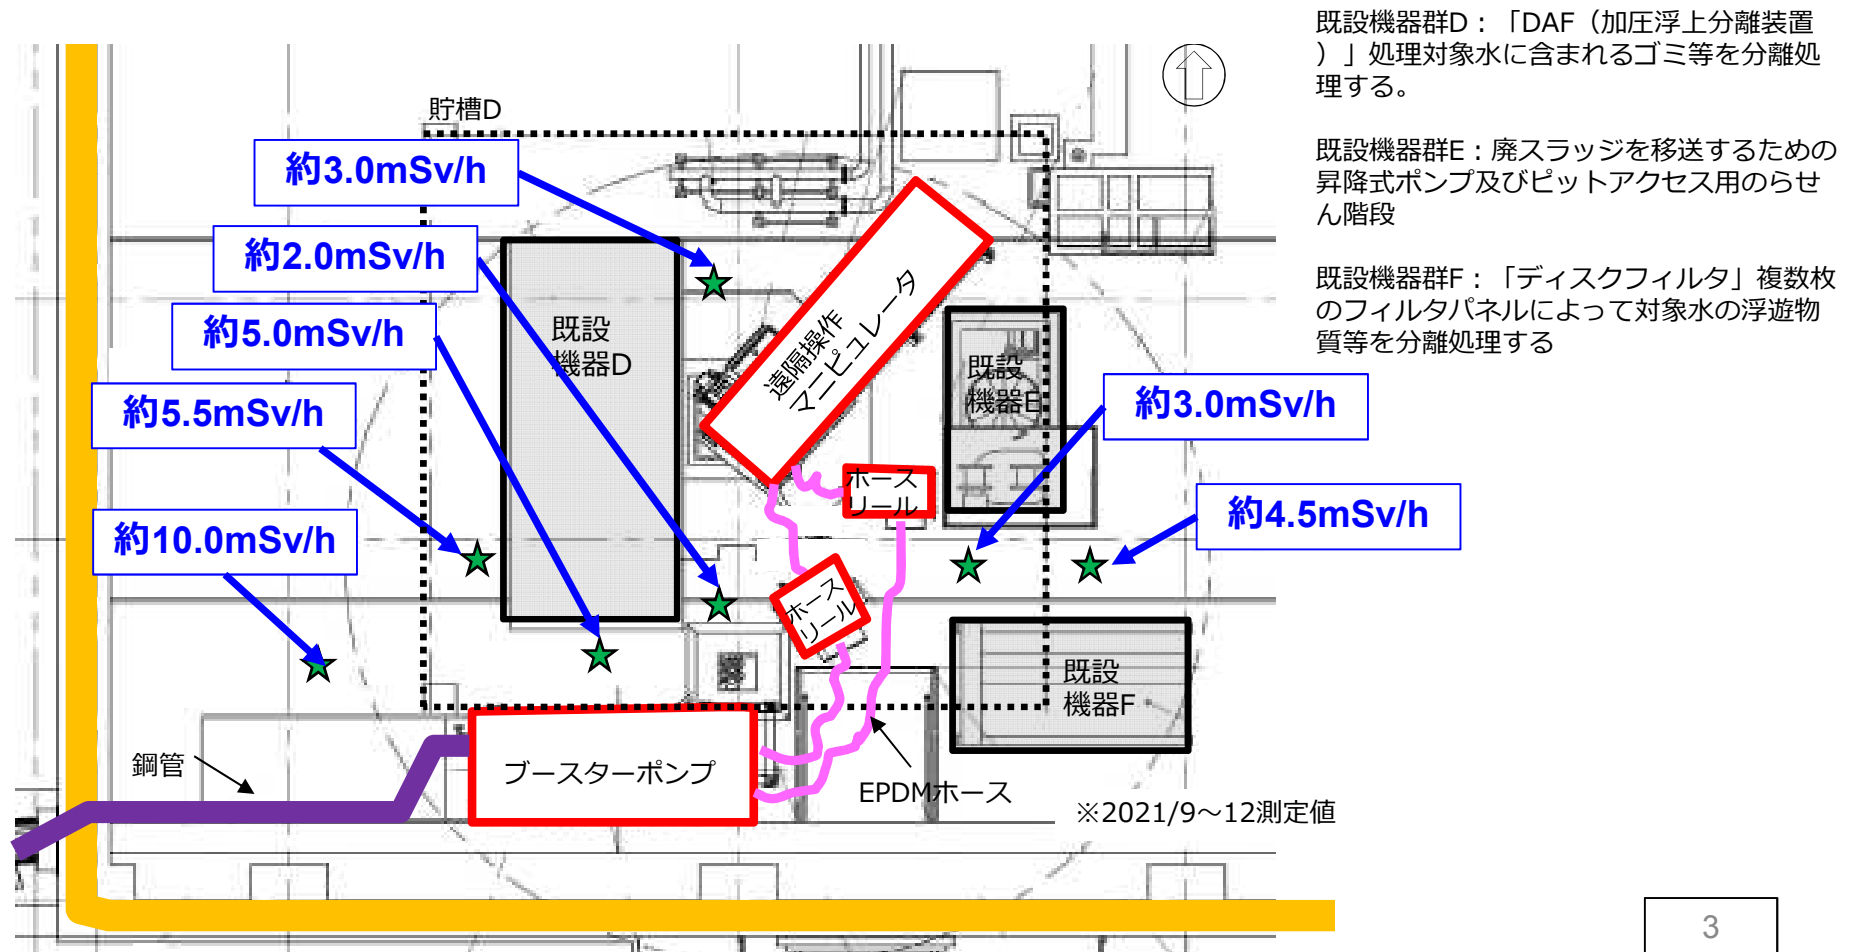 既設機器群D：「DAF（加圧浮上分離装置
）」処理対象水に含まれるゴミ等を分離処
理する。
既設機器群E：廃スラッジを移送するための
昇降式ポンプ及びピットアクセス用のらせ
ん階段
既設機器群F：「ディスクフィルタ」複数枚
のフィルタパネルによって対象水の浮遊物
質等を分離処理する
貯槽D
約3.0mSv/h
約2.0mSv/h
約5.0mSv/h
約5.5mSv/h
約10.0mSv/h
既設
機器D
遠隔操作
マニピュレータ
既設
機器E
約3.0mSv/h
約4.5mSv/h
ホース
リール
ホース
リール
既設
機器F
鋼管
ブースターポンプ
EPDMホース
※2021/9～12測定値
3